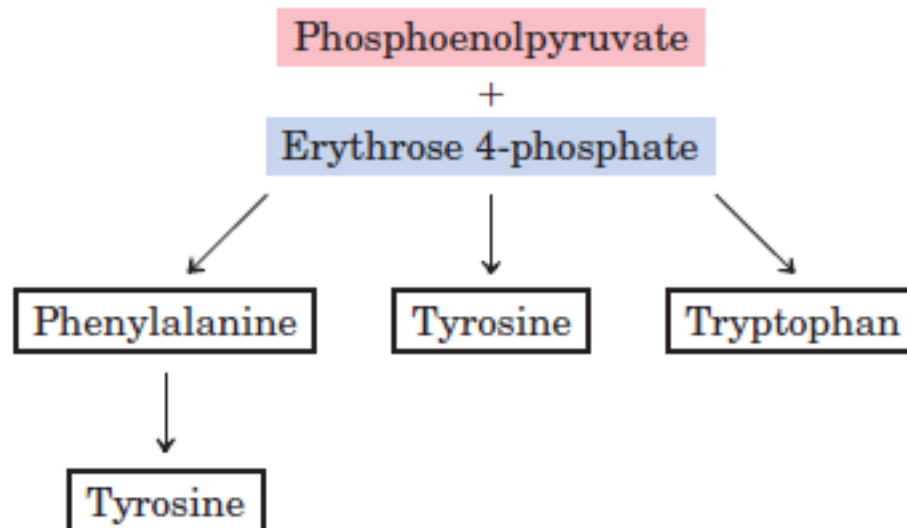 Phosphoenolpyruvate
+
Erythrose 4-phosphate
Phenylalanine Tyrosine Tryptophan
Tyrosine